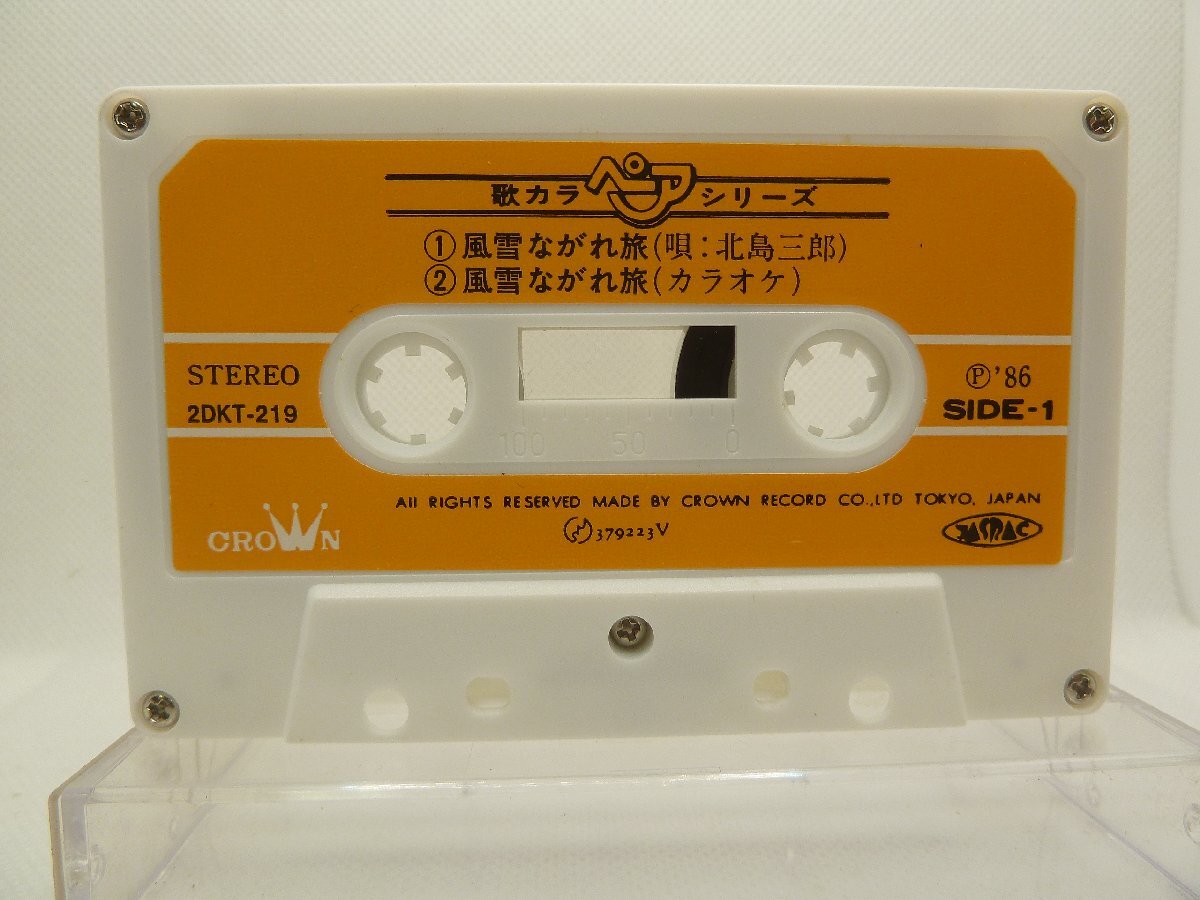 歌カラペアシリーズ
①風雪ながれ旅(唄:北島三郎)
②風雪ながれ旅(カラオケ)
STEREO
2DKT-219
Ⓟ'86
SIDE-1
100 50 0
All RIGHTS RESERVED MADE BY CROWN RECORD CO.,LTD TOKYO, JAPAN
379223V
CROWN
JASRAC